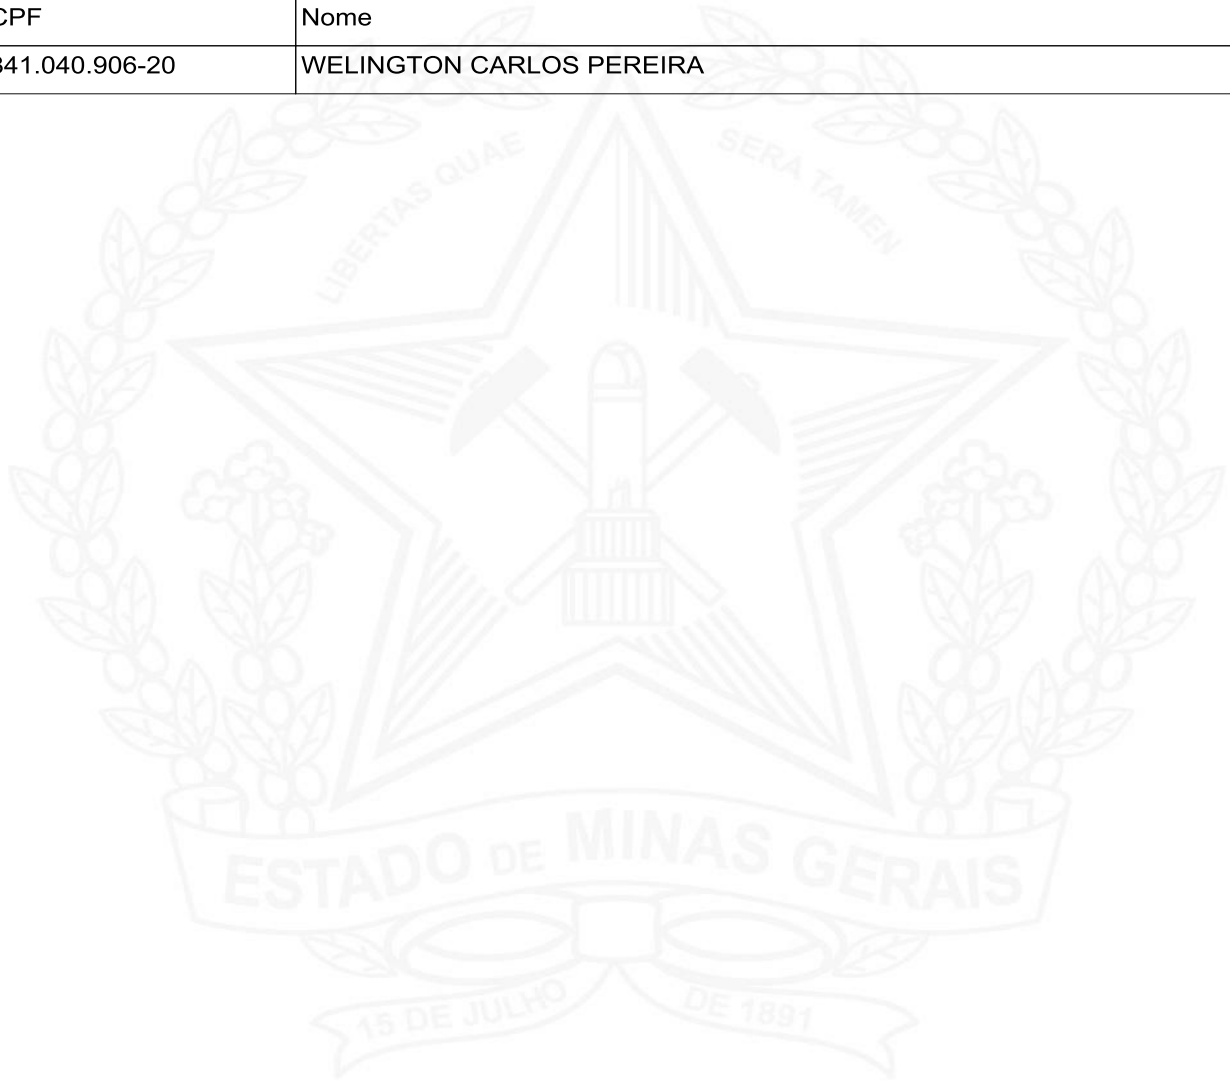 CPF Nome
841.040.906-20 WELINGTON CARLOS PEREIRA
LIBERTAS QUAE SERA TAMEN
ESTADO DE MINAS GERAIS
15 DE JULHO DE 1891